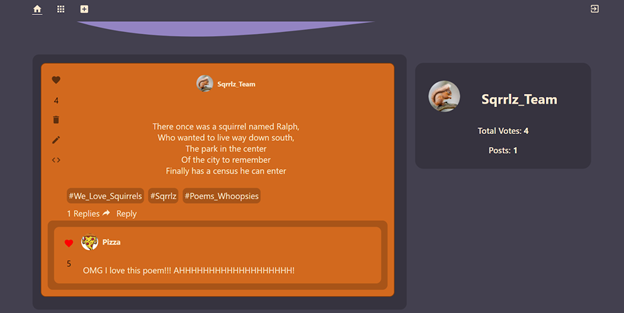 Sqrrlz_Team
4
There once was a squirrel named Ralph,
Who wanted to live way down south,
The park in the center
Of the city to remember
Finally has a census he can enter
#We_Love_Squirrels #Sqrrlz #Poems_Whoopsies
1 Replies Reply
Pizza
5
OMG I love this poem!!! AHHHHHHHHHHHHHHHHHHH!
Sqrrlz_Team
Total Votes: 4
Posts: 1